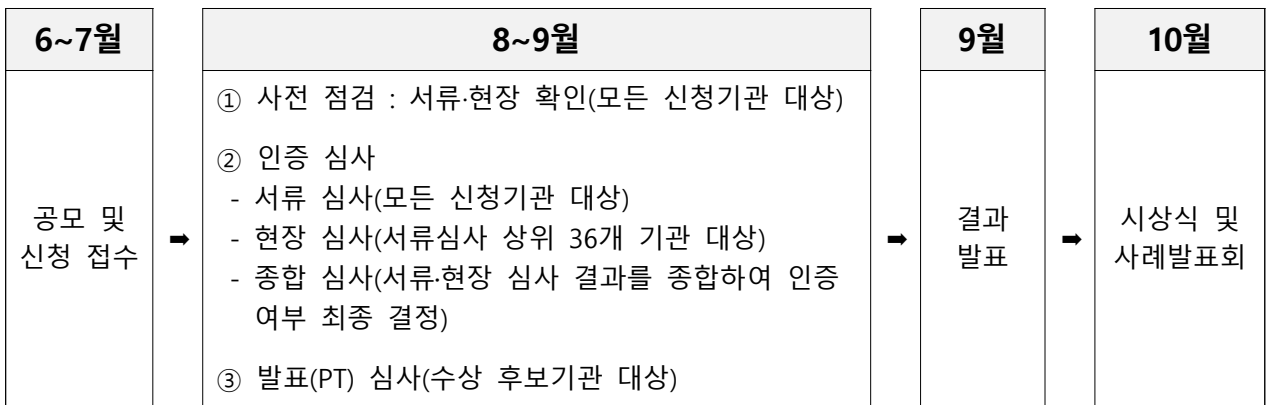 6~7월
공모 및
신청 접수
➡
8~9월
① 사전 점검 : 서류·현장 확인(모든 신청기관 대상)
② 인증 심사
- 서류 심사(모든 신청기관 대상)
- 현장 심사(서류심사 상위 36개 기관 대상)
- 종합 심사(서류·현장 심사 결과를 종합하여 인증
여부 최종 결정)
③ 발표(PT) 심사(수상 후보기관 대상)
➡
9월
결과
발표
➡
10월
시상식 및
사례발표회